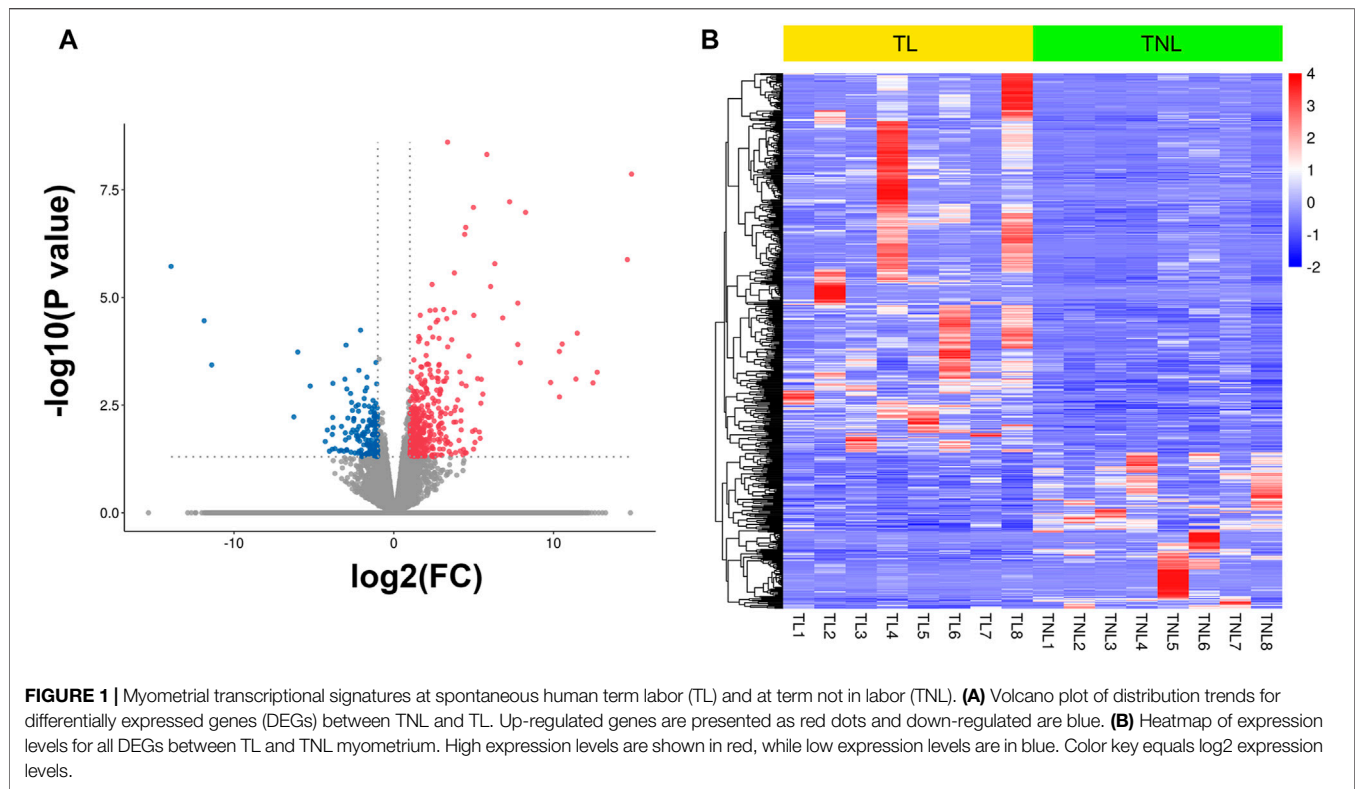 A
-log10(P value)
7.5
5.0
2.5
0.0
-10
0
10
log2(FC)
B
TL
TNL
4
3
2
1
0
-1
-2
TL1
TL2
TL3
TL4
TL5
TL6
TL7
TL8
TNL1
TNL2
TNL3
TNL4
TNL5
TNL6
TNL7
TNL8
FIGURE 1 | Myometrial transcriptional signatures at spontaneous human term labor (TL) and at term not in labor (TNL). (A) Volcano plot of distribution trends for
differentially expressed genes (DEGs) between TNL and TL. Up-regulated genes are presented as red dots and down-regulated are blue. (B) Heatmap of expression
levels for all DEGs between TL and TNL myometrium. High expression levels are shown in red, while low expression levels are in blue. Color key equals log2 expression
levels.